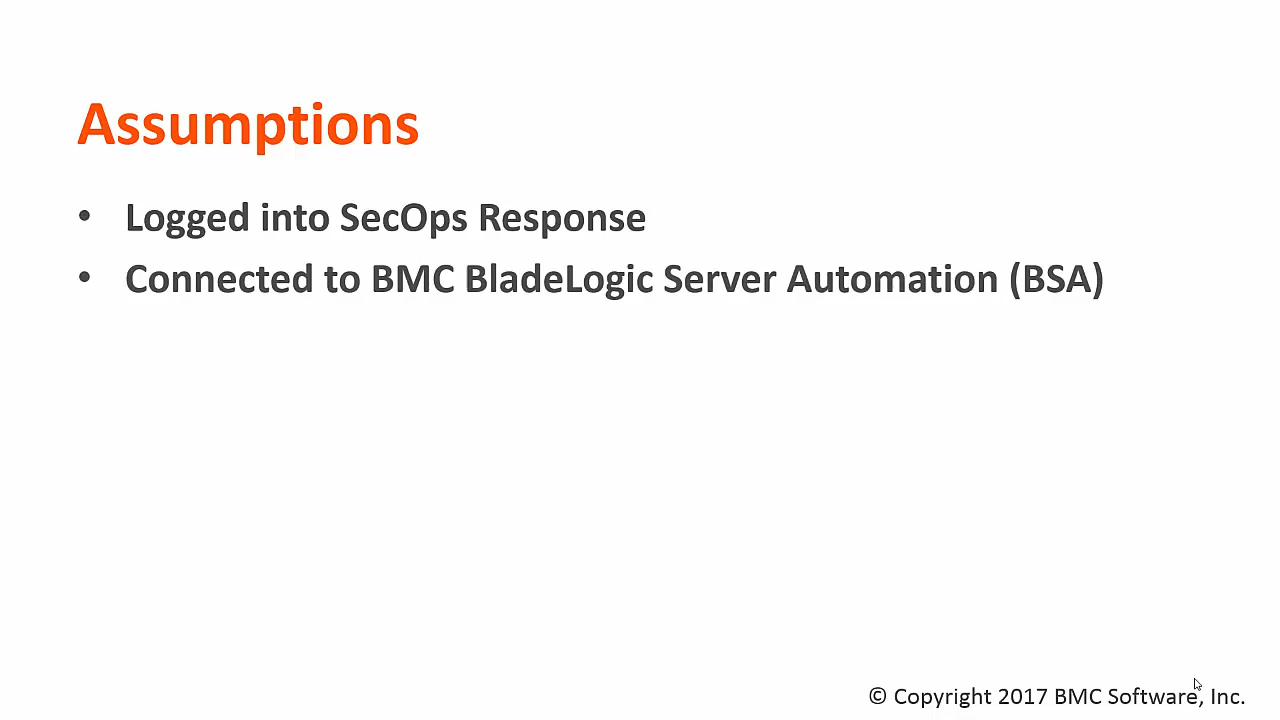 Assumptions
• Logged into SecOps Response
• Connected to BMC BladeLogic Server Automation (BSA)
© Copyright 2017 BMC Software, Inc.